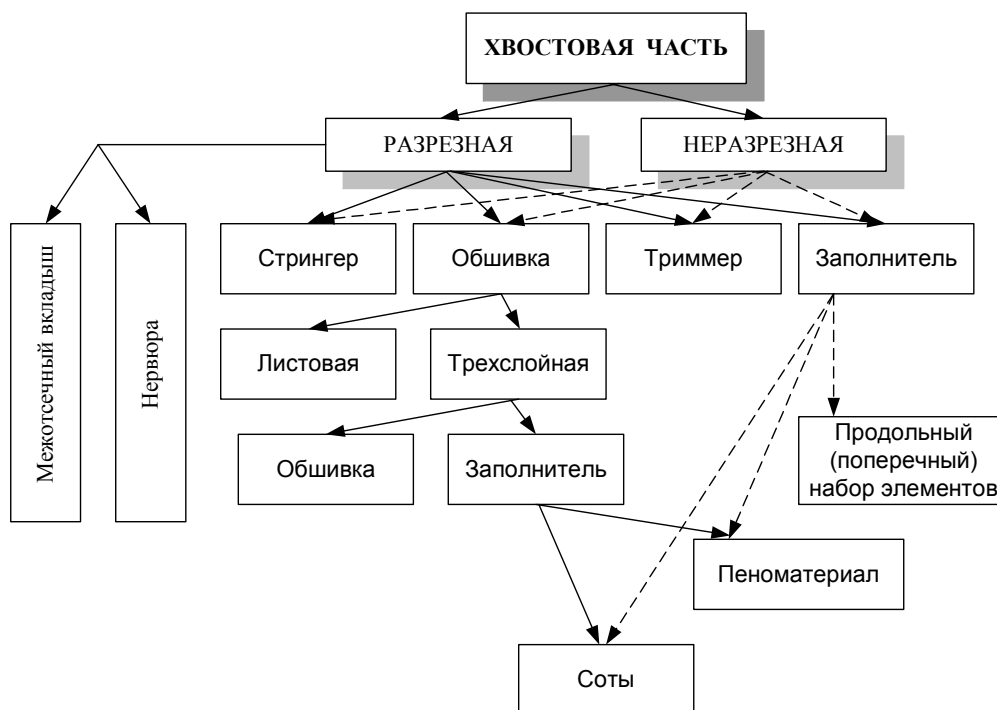 ХВОСТОВАЯ ЧАСТЬ
РАЗРЕЗНАЯ
НЕРАЗРЕЗНАЯ
Межотсечный вкладыш
Нервюра
Стрингер
Обшивка
Триммер
Заполнитель
Листовая
Трехслойная
Обшивка
Заполнитель
Продольный
(поперечный)
набор элементов
Пеноматериал
Соты